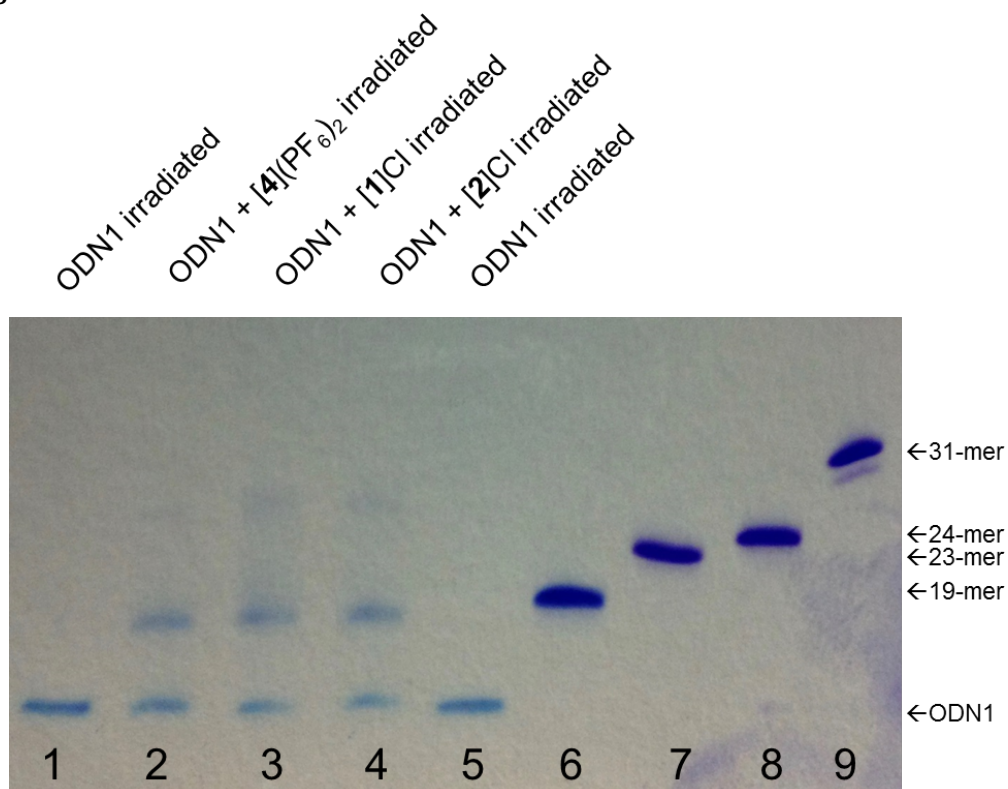 ODN1 irradiated
ODN1 + [4](PF6)2 irradiated
ODN1 + [1]Cl irradiated
ODN1 + [2]Cl irradiated
ODN1 irradiated
←31-mer
←24-mer
←23-mer
←19-mer
←ODN1
1 2 3 4 5 6 7 8 9